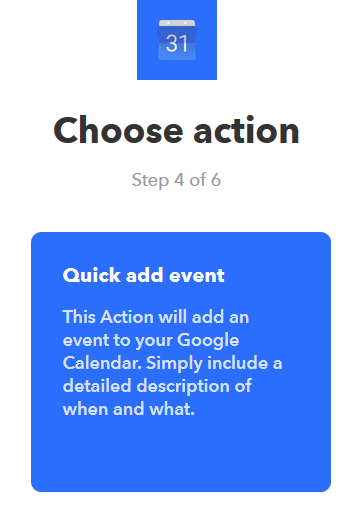 31
Choose action
Step 4 of 6
Quick add event
This Action will add an
event to your Google
Calendar. Simply include a
detailed description of
when and what.